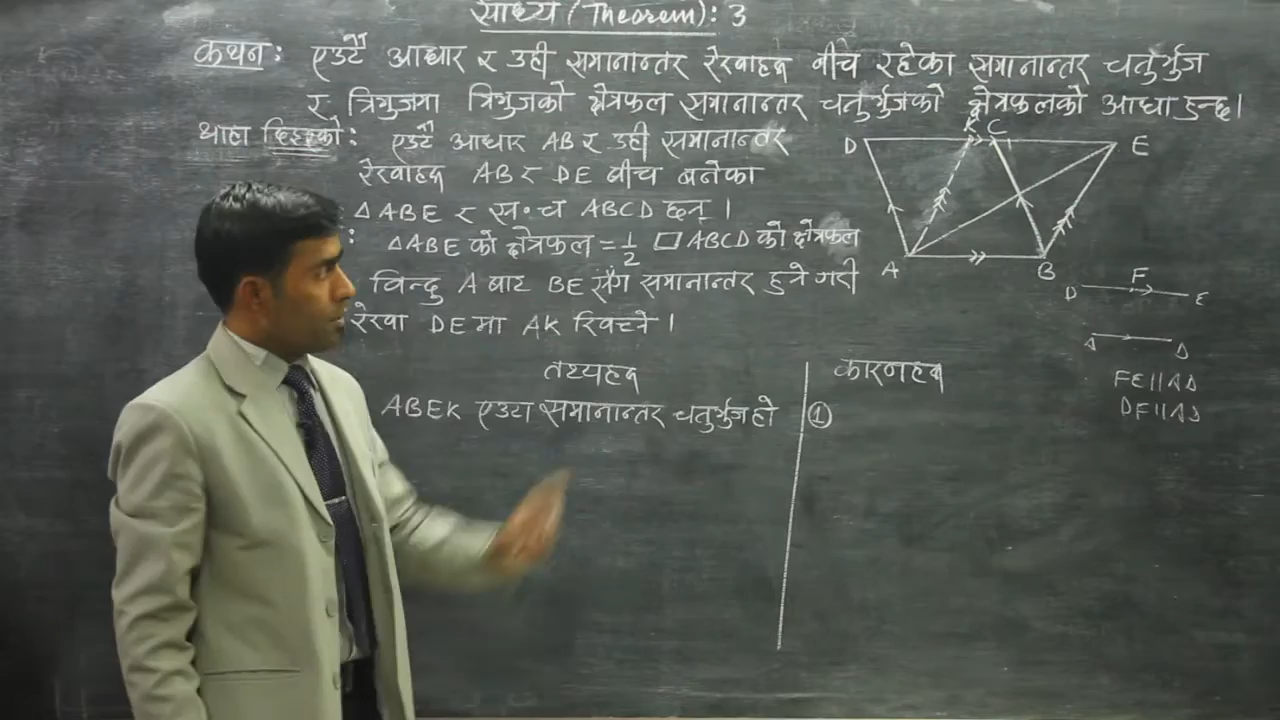 साध्य (Theorem): 3
कथन: एउटै आधार र उही समानान्तर रेखाहरू बीच रहेका समानान्तर चतुर्भुज
र त्रिभुजमा त्रिभुजको क्षेत्रफल समानान्तर चतुर्भुजको क्षेत्रफलको आधा हुन्छ।
थाहा दिइएको: एउटै आधार AB र उही समानान्तर
रेखाहरू AB र DE बीच बनेका
△ABE र स.च ABCD छन् ।
: △ABE को क्षेत्रफल = 1/2 ▱ABCD को क्षेत्रफल
विन्दु A बाट BE सँग समानान्तर हुने गरी
रेखा DE मा AK खिच्ने ।
तथ्यहरू
कारणहरू
ABEK एउटा समानान्तर चतुर्भुज हो
①
D K C E
A B
D F E
A D
FE||AD
DF||AD